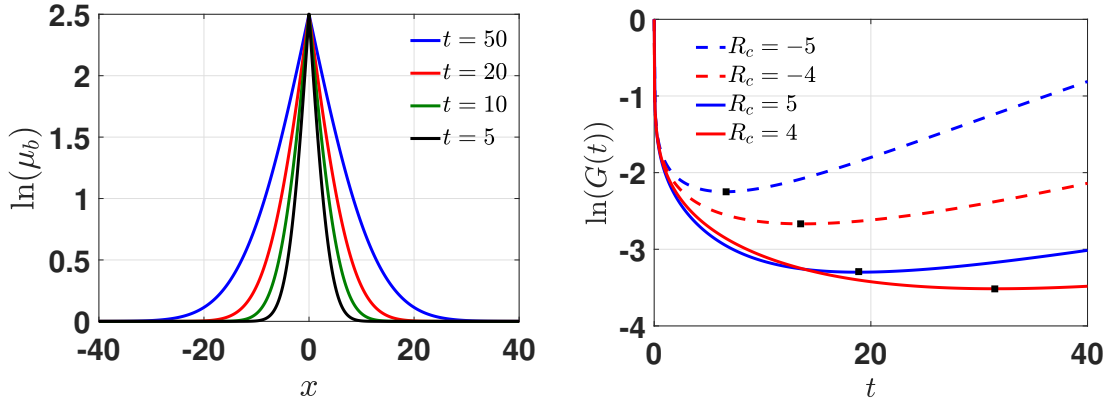 ln(μ_b)
2.5
2
1.5
1
0.5
0
-40
-20
0
20
40
x
t = 50
t = 20
t = 10
t = 5
ln(G(t))
0
-1
-2
-3
-4
0
20
40
t
R_c = −5
R_c = −4
R_c = 5
R_c = 4